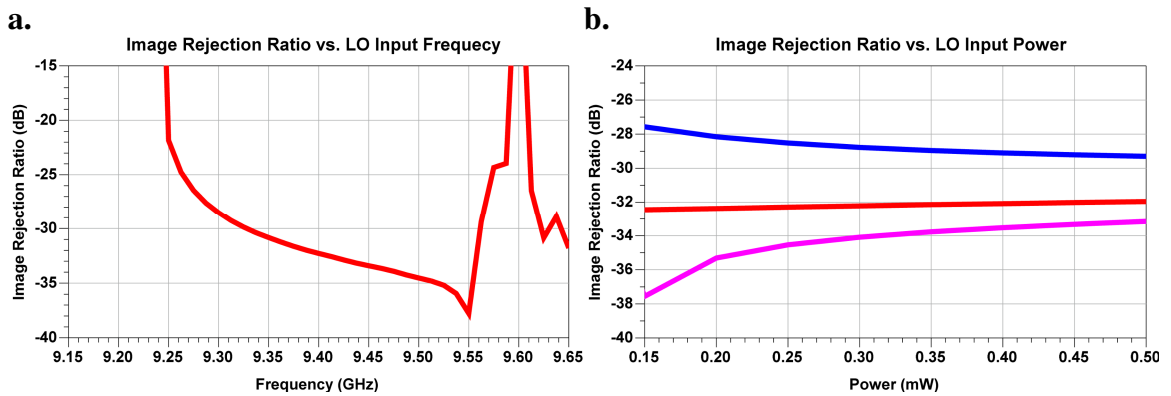 a.
Image Rejection Ratio vs. LO Input Frequecy
Image Rejection Ratio (dB)
-15
-20
-25
-30
-35
-40
9.15 9.20 9.25 9.30 9.35 9.40 9.45 9.50 9.55 9.60 9.65
Frequency (GHz)
b.
Image Rejection Ratio vs. LO Input Power
Image Rejection Ratio (dB)
-24
-26
-28
-30
-32
-34
-36
-38
-40
0.15 0.20 0.25 0.30 0.35 0.40 0.45 0.50
Power (mW)